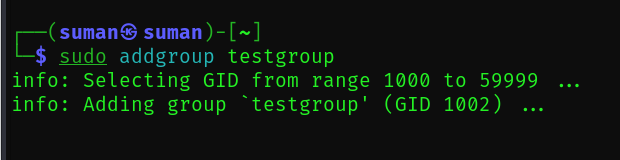 ┌──(suman㉿suman)-[~]
└─$ sudo addgroup testgroup
info: Selecting GID from range 1000 to 59999 ...
info: Adding group `testgroup' (GID 1002) ...